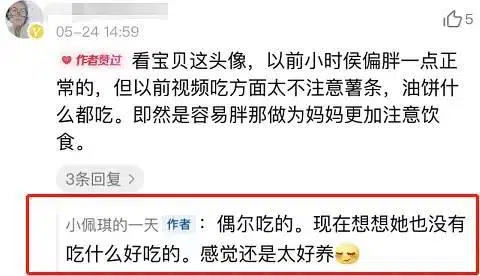 05-24 14:59
5
作者赞过 看宝贝这头像，以前小时侯偏胖一点正
常的，但以前视频吃方面太不注意薯条，油饼什
么都吃。即然是容易胖那做为妈妈更加注意饮
食。
3条回复 >
小佩琪的一天 作者 ：偶尔吃的。现在想想她也没有
吃什么好吃的。感觉还是太好养